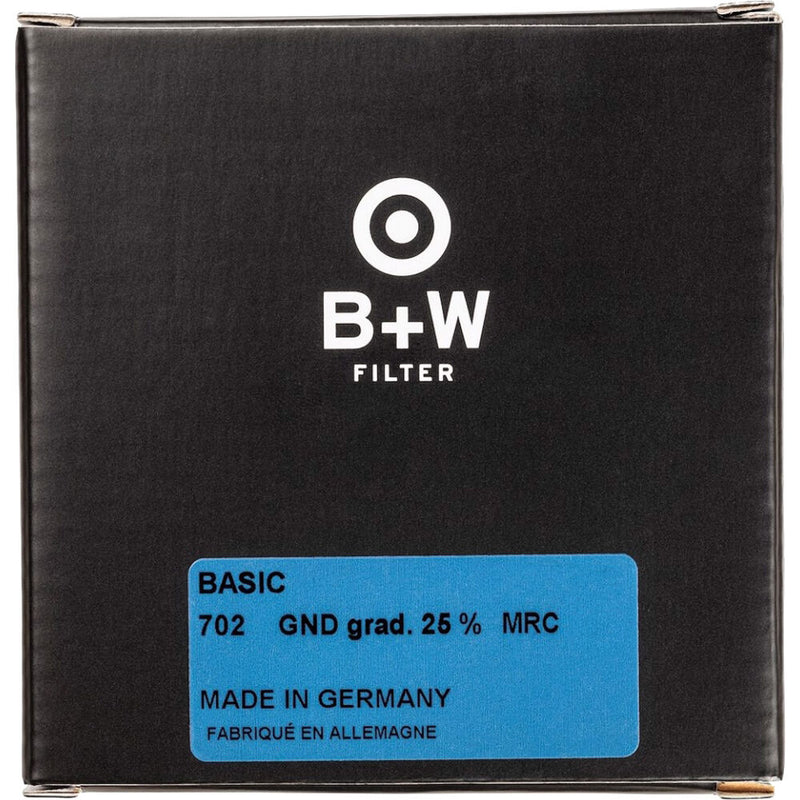 B+W
FILTER
BASIC
702 GND grad. 25 % MRC
MADE IN GERMANY
FABRIQUÉ EN ALLEMAGNE